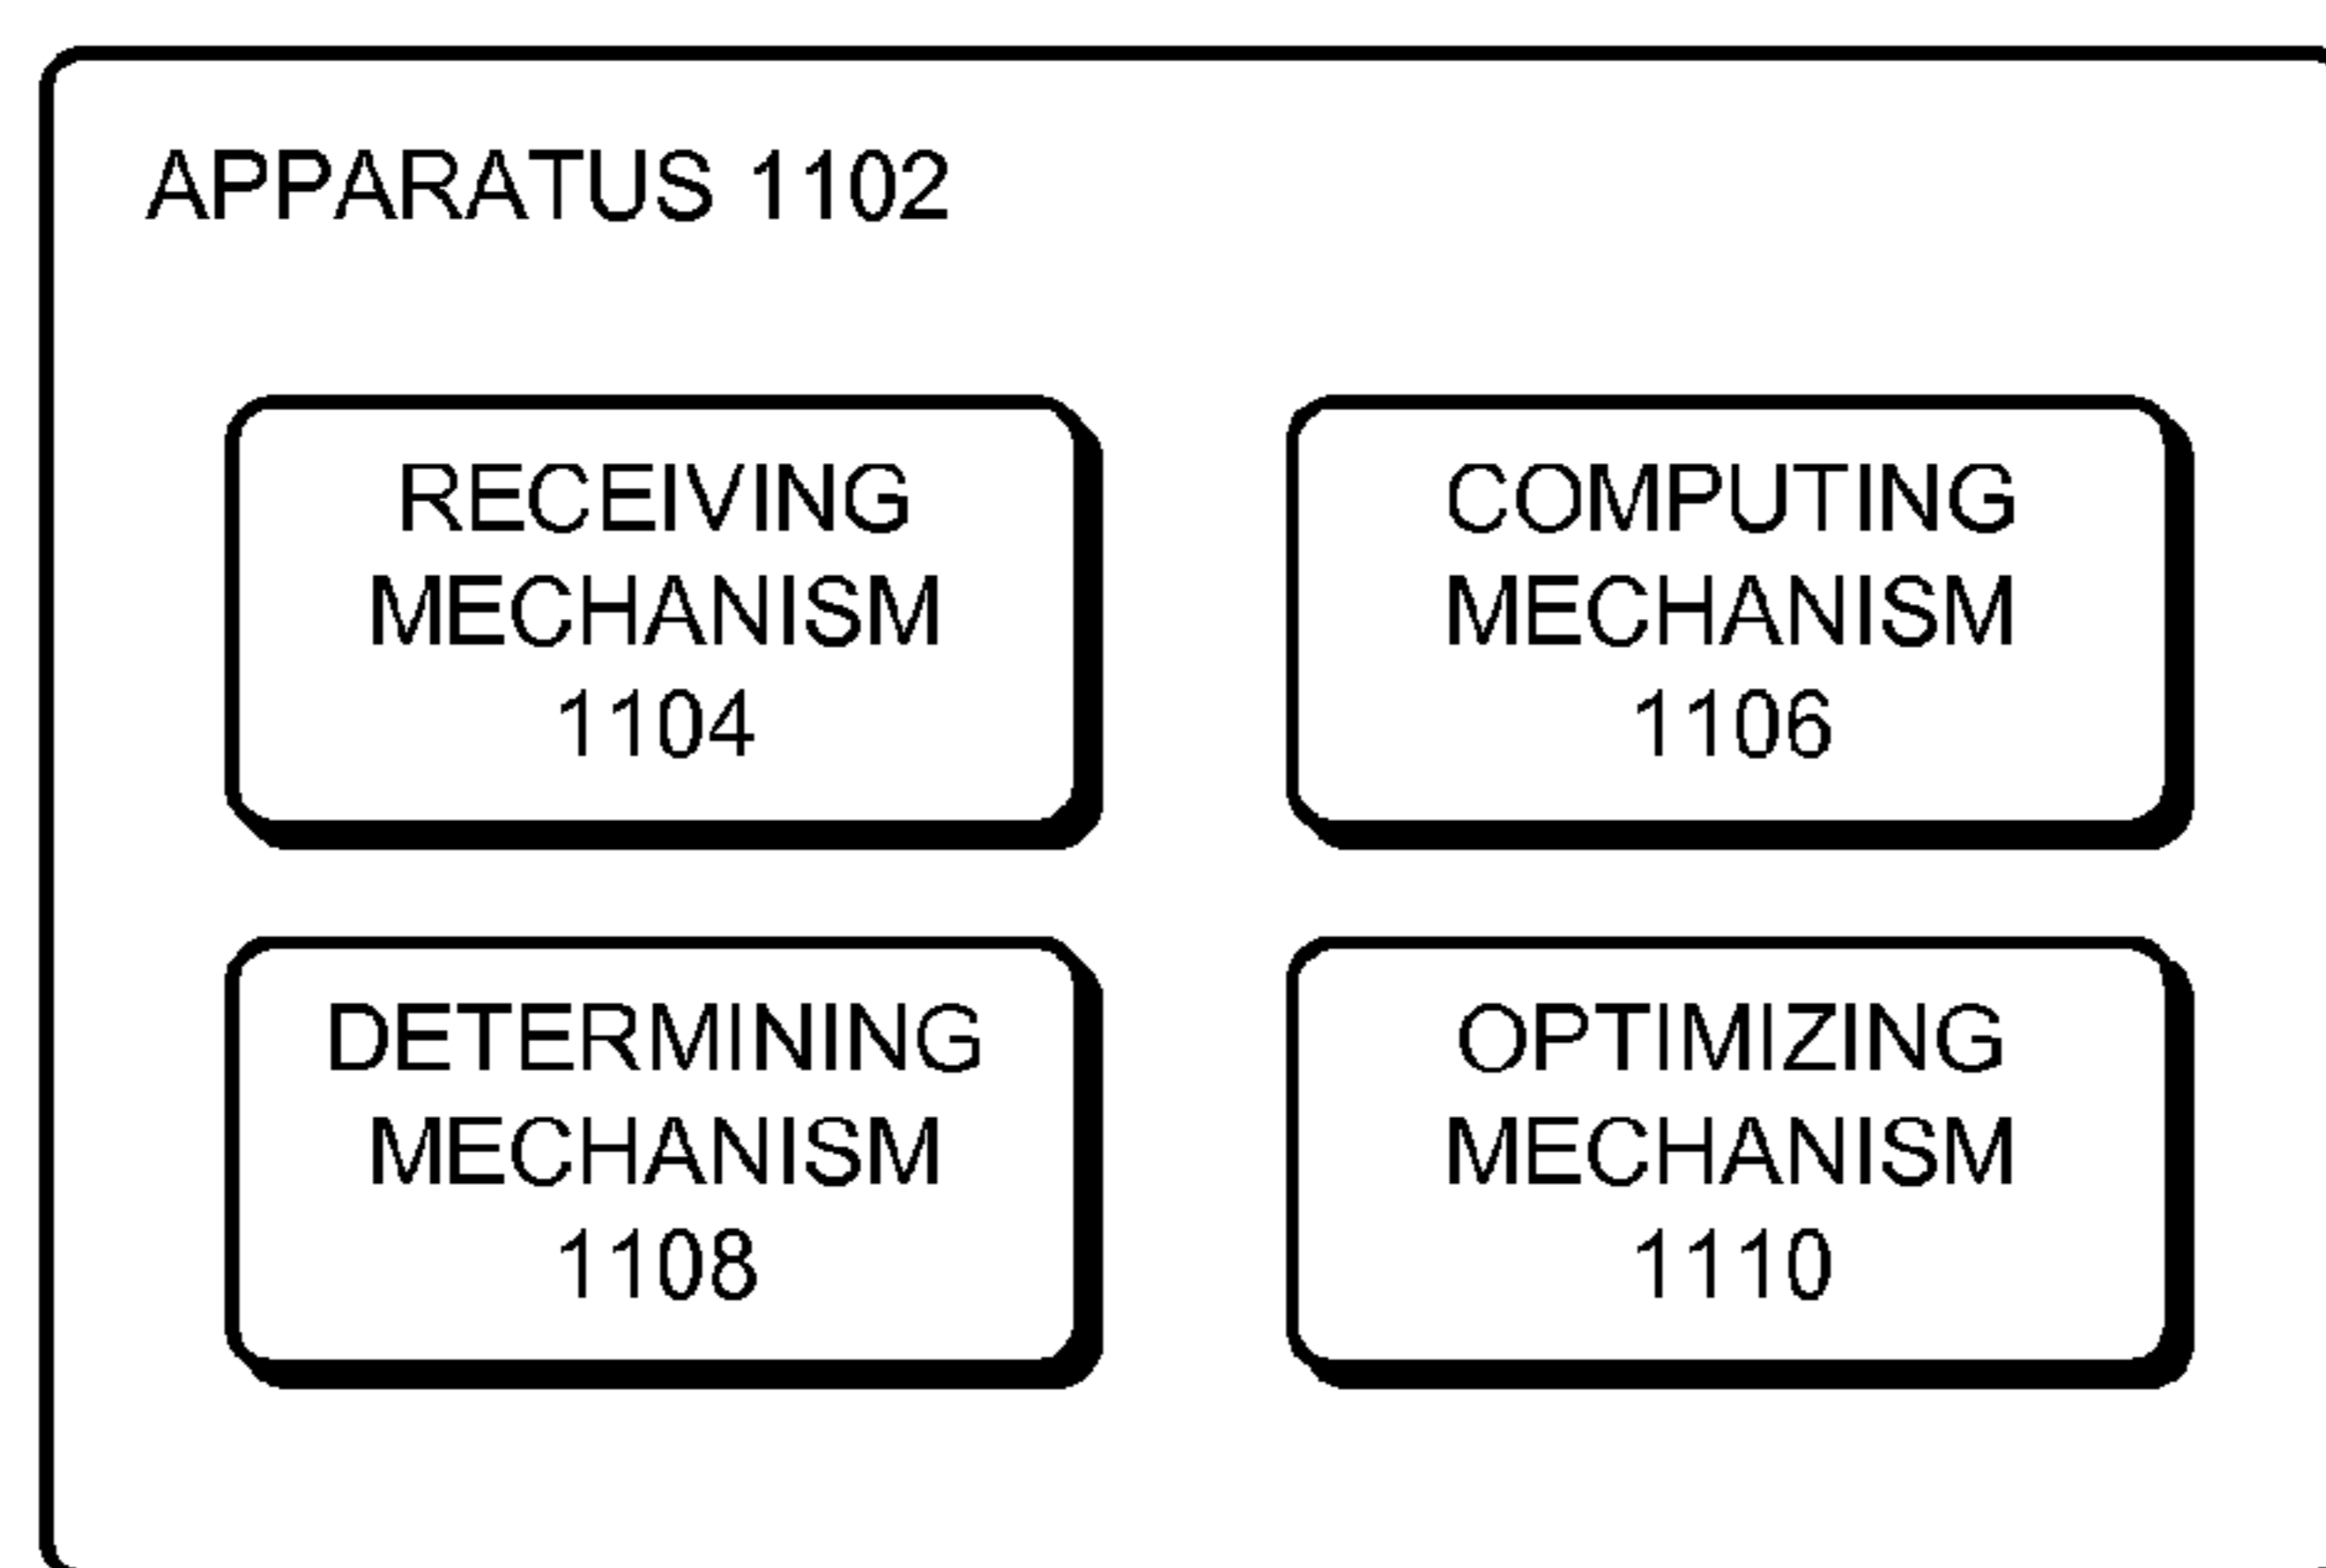 APPARATUS 1102
RECEIVING
MECHANISM
1104
COMPUTING
MECHANISM
1106
DETERMINING
MECHANISM
1108
OPTIMIZING
MECHANISM
1110